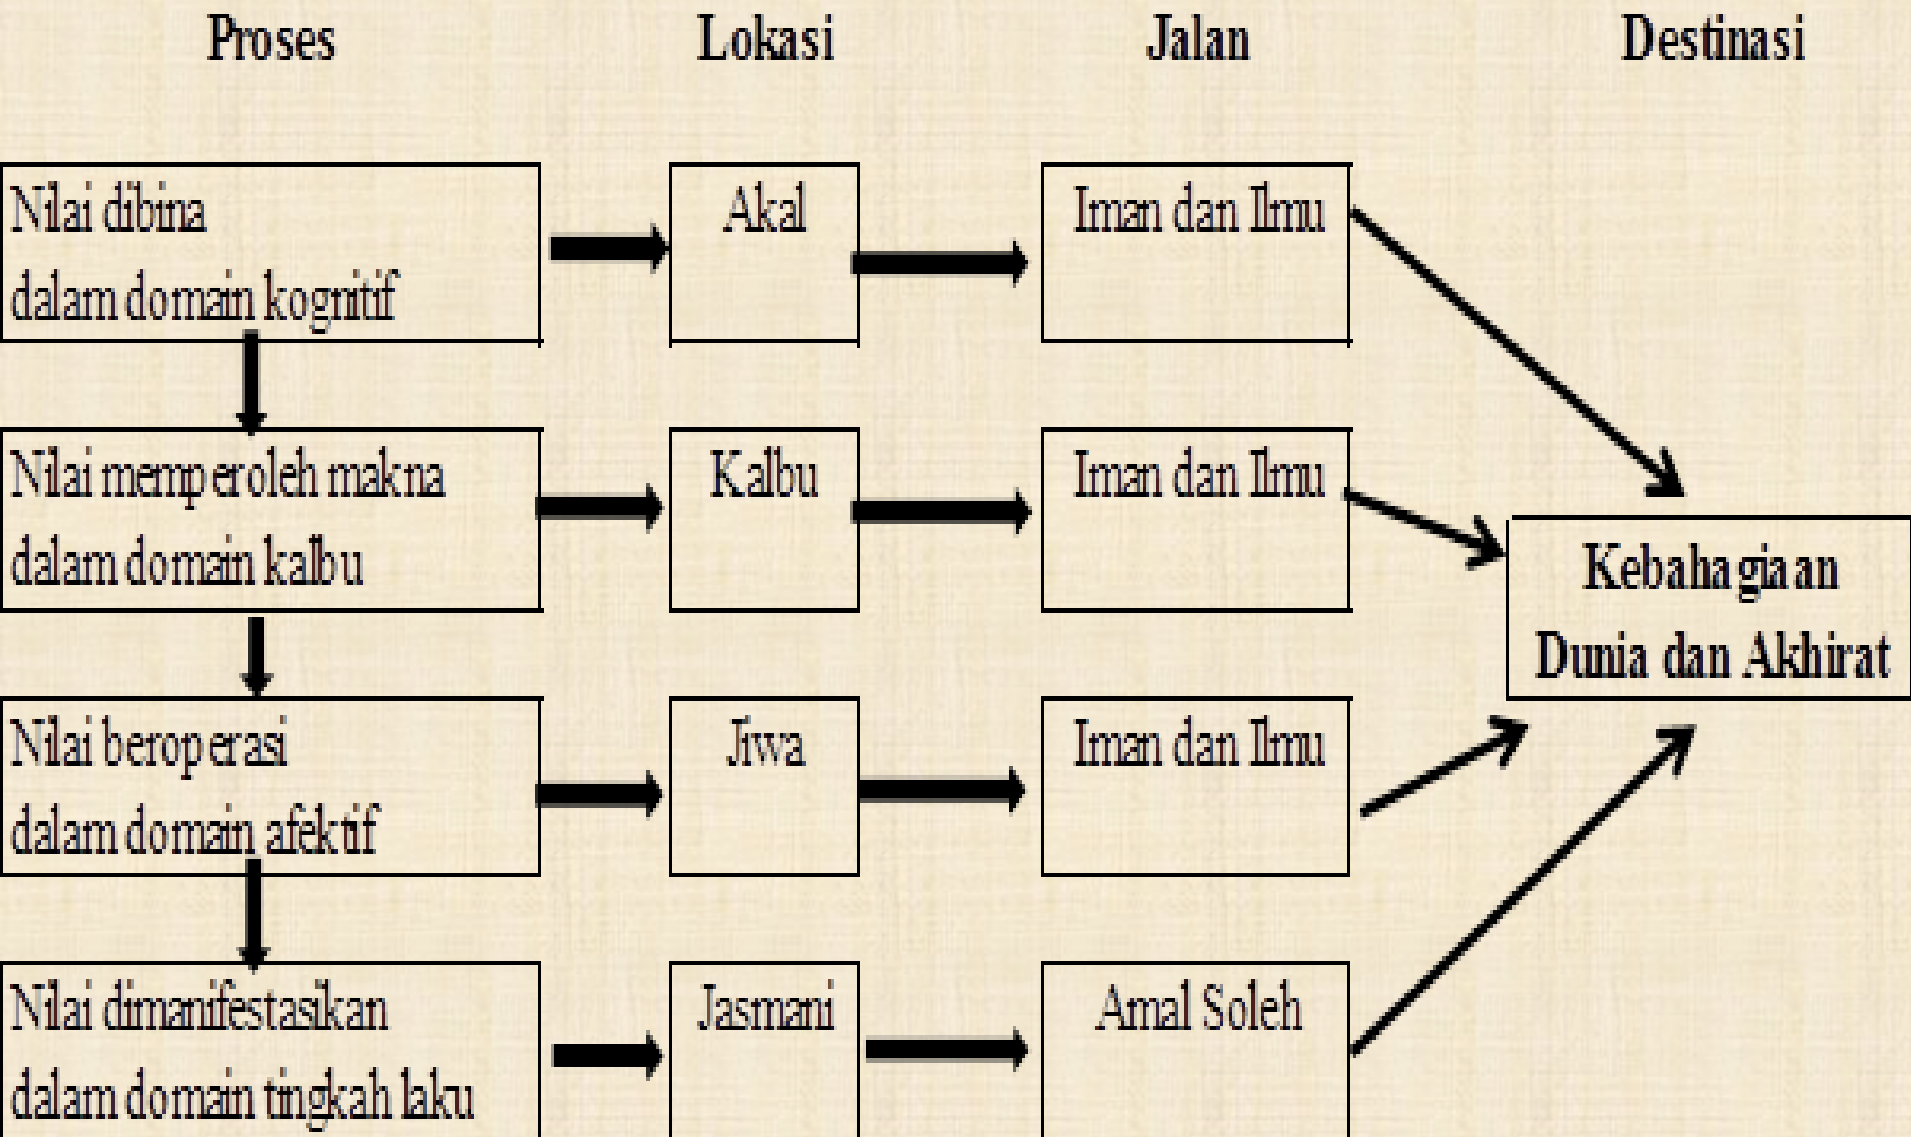 Proses Lokasi Jalan Destinasi
Nilai dibina
dalam domain kognitif
Akal
Iman dan Ilmu
Nilai memperoleh makna
dalam domain kalbu
Kalbu
Iman dan Ilmu
Kebahagiaan
Dunia dan Akhirat
Nilai beroperasi
dalam domain afektif
Jiwa
Iman dan Ilmu
Nilai dimanifestasikan
dalam domain tingkah laku
Jasmani
Amal Soleh